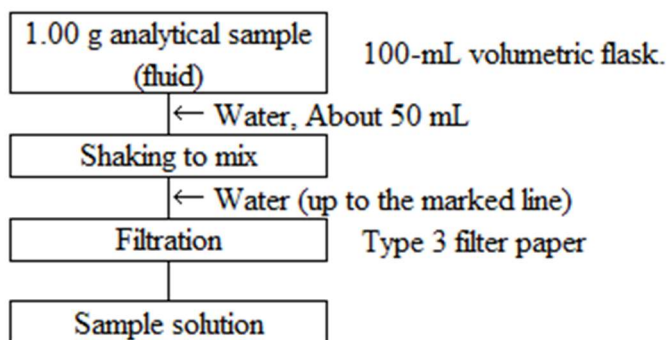 1.00 g analytical sample
(fluid)
100-mL volumetric flask.
← Water, About 50 mL
Shaking to mix
← Water (up to the marked line)
Filtration
Type 3 filter paper
Sample solution